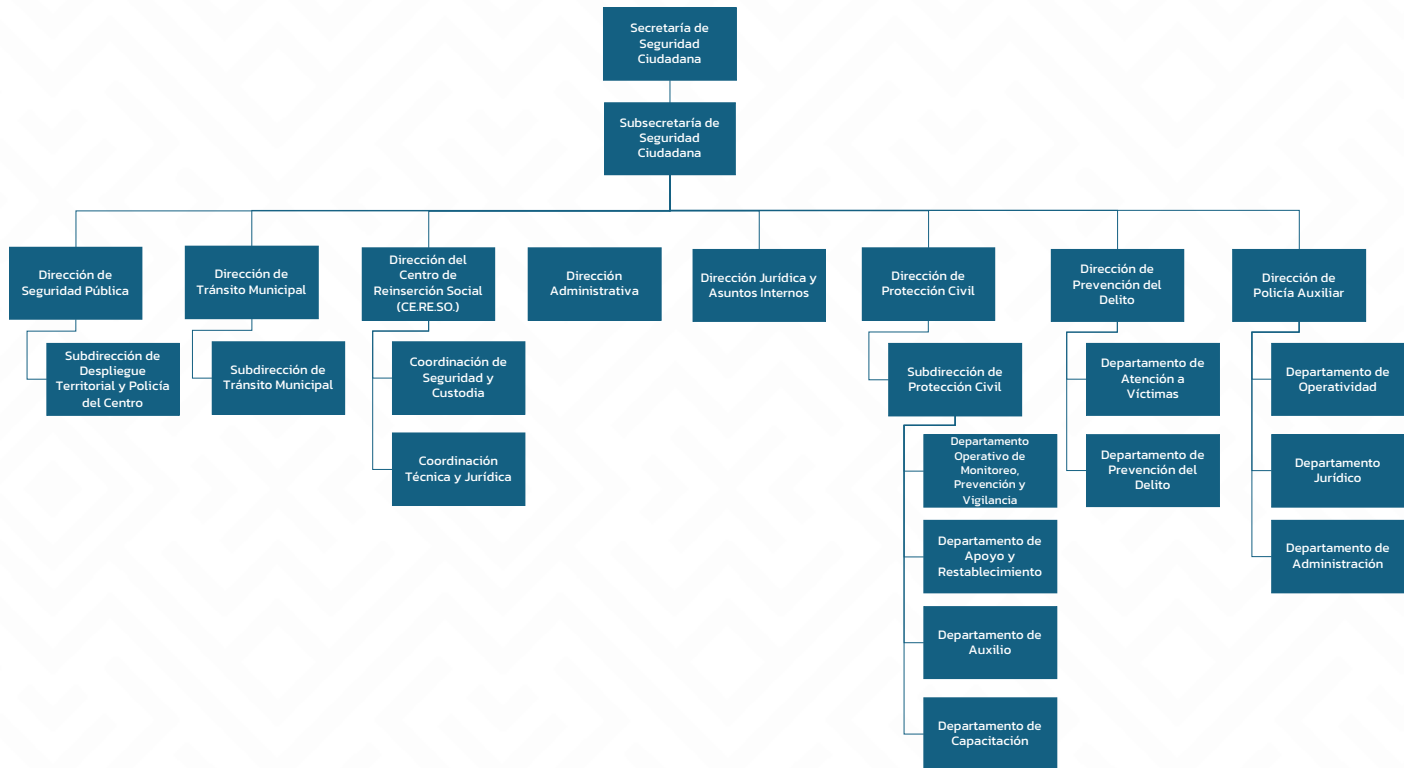 Secretaría de
Seguridad
Ciudadana
Subsecretaría de
Seguridad
Ciudadana
Dirección de
Seguridad Pública
Dirección de
Tránsito Municipal
Dirección del
Centro de
Reinserción Social
(CE.RE.SO.)
Dirección
Administrativa
Dirección Jurídica y
Asuntos Internos
Dirección de
Protección Civil
Dirección de
Prevención del
Delito
Dirección de
Policía Auxiliar
Subdirección de
Despliegue
Territorial y Policía
del Centro
Subdirección de
Tránsito Municipal
Coordinación de
Seguridad y
Custodia
Coordinación
Técnica y Jurídica
Subdirección de
Protección Civil
Departamento
Operativo de
Monitoreo,
Prevención y
Vigilancia
Departamento de
Apoyo y
Restablecimiento
Departamento de
Auxilio
Departamento de
Capacitación
Departamento de
Atención a
Víctimas
Departamento de
Prevención del
Delito
Departamento de
Operatividad
Departamento
Jurídico
Departamento de
Administración